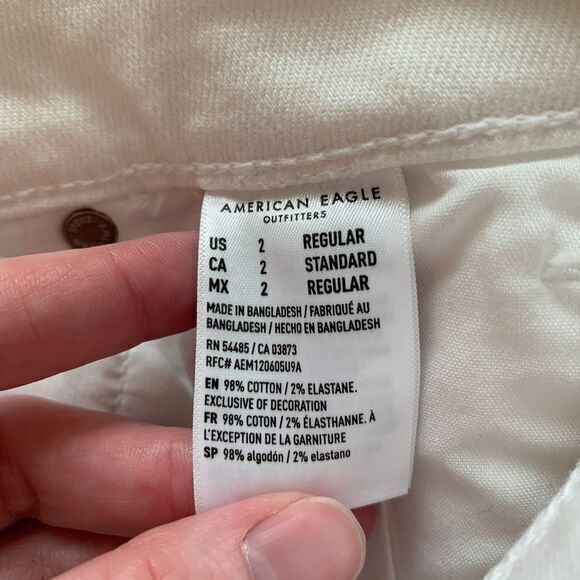 AMERICAN EAGLE
OUTFITTERS
US 2 REGULAR
CA 2 STANDARD
MX 2 REGULAR
MADE IN BANGLADESH / FABRIQUÉ AU
BANGLADESH / HECHO EN BANGLADESH
RN 54485 / CA 03873
RFC# AEM120605U9A
EN 98% COTTON / 2% ELASTANE.
EXCLUSIVE OF DECORATION
FR 98% COTON / 2% ÉLASTHANNE. À
L'EXCEPTION DE LA GARNITURE
SP 98% algodón / 2% elastano